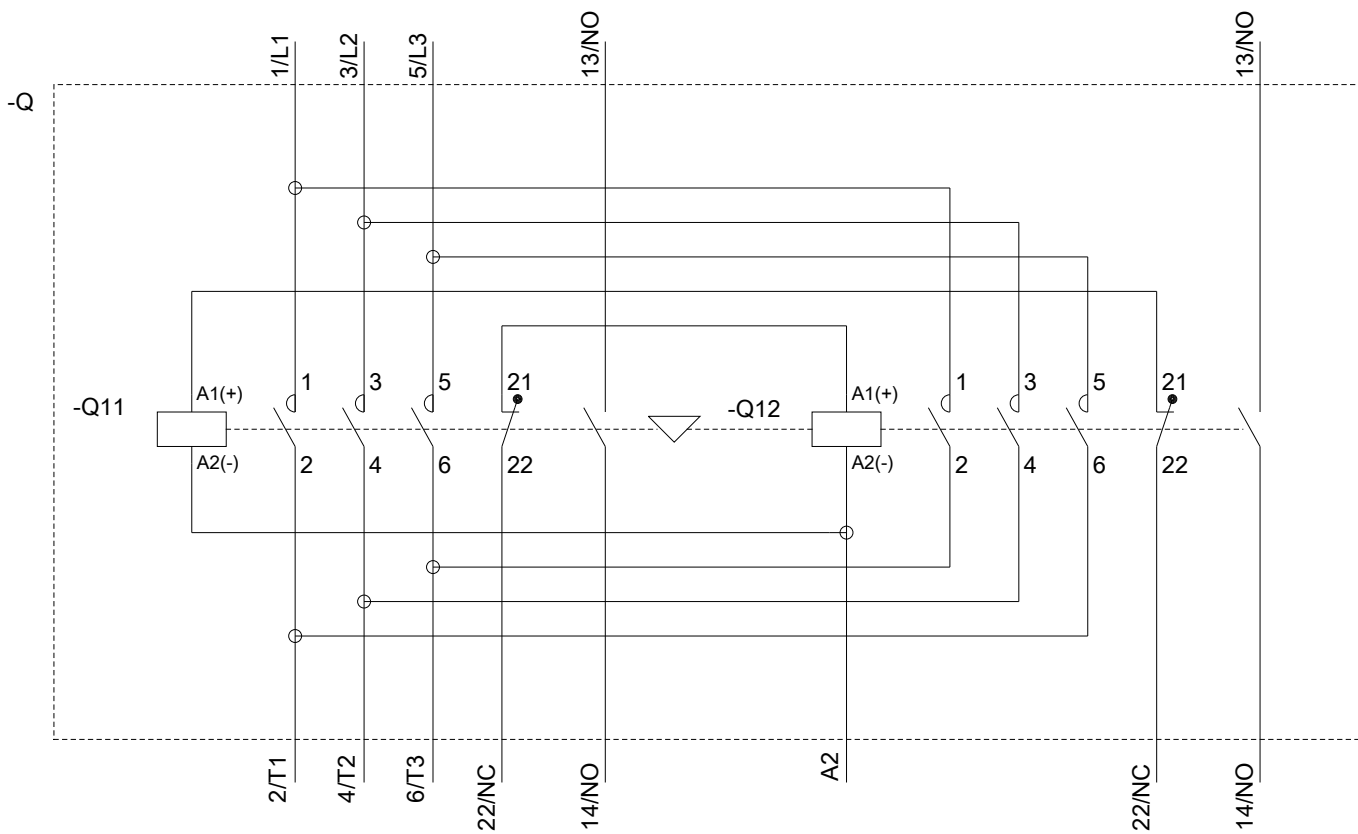 1/L1
3/L2
5/L3
13/NO
13/NO
-Q
-Q11
A1(+)
A2(-)
1
3
5
21
2
4
6
22
-Q12
A1(+)
A2(-)
1
3
5
21
2
4
6
22
2/T1
4/T2
6/T3
22/NC
14/NO
A2
22/NC
14/NO